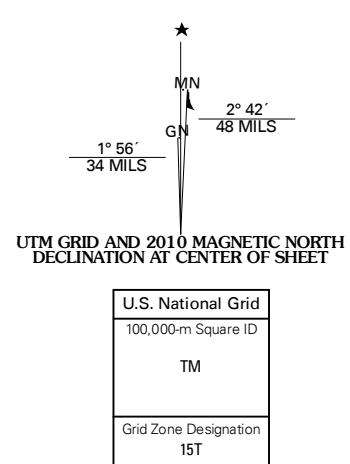 MN
2° 42´
48 MILS
GN
1° 56´
34 MILS
UTM GRID AND 2010 MAGNETIC NORTH
DECLINATION AT CENTER OF SHEET
U.S. National Grid
100,000-m Square ID
TM
Grid Zone Designation
15T